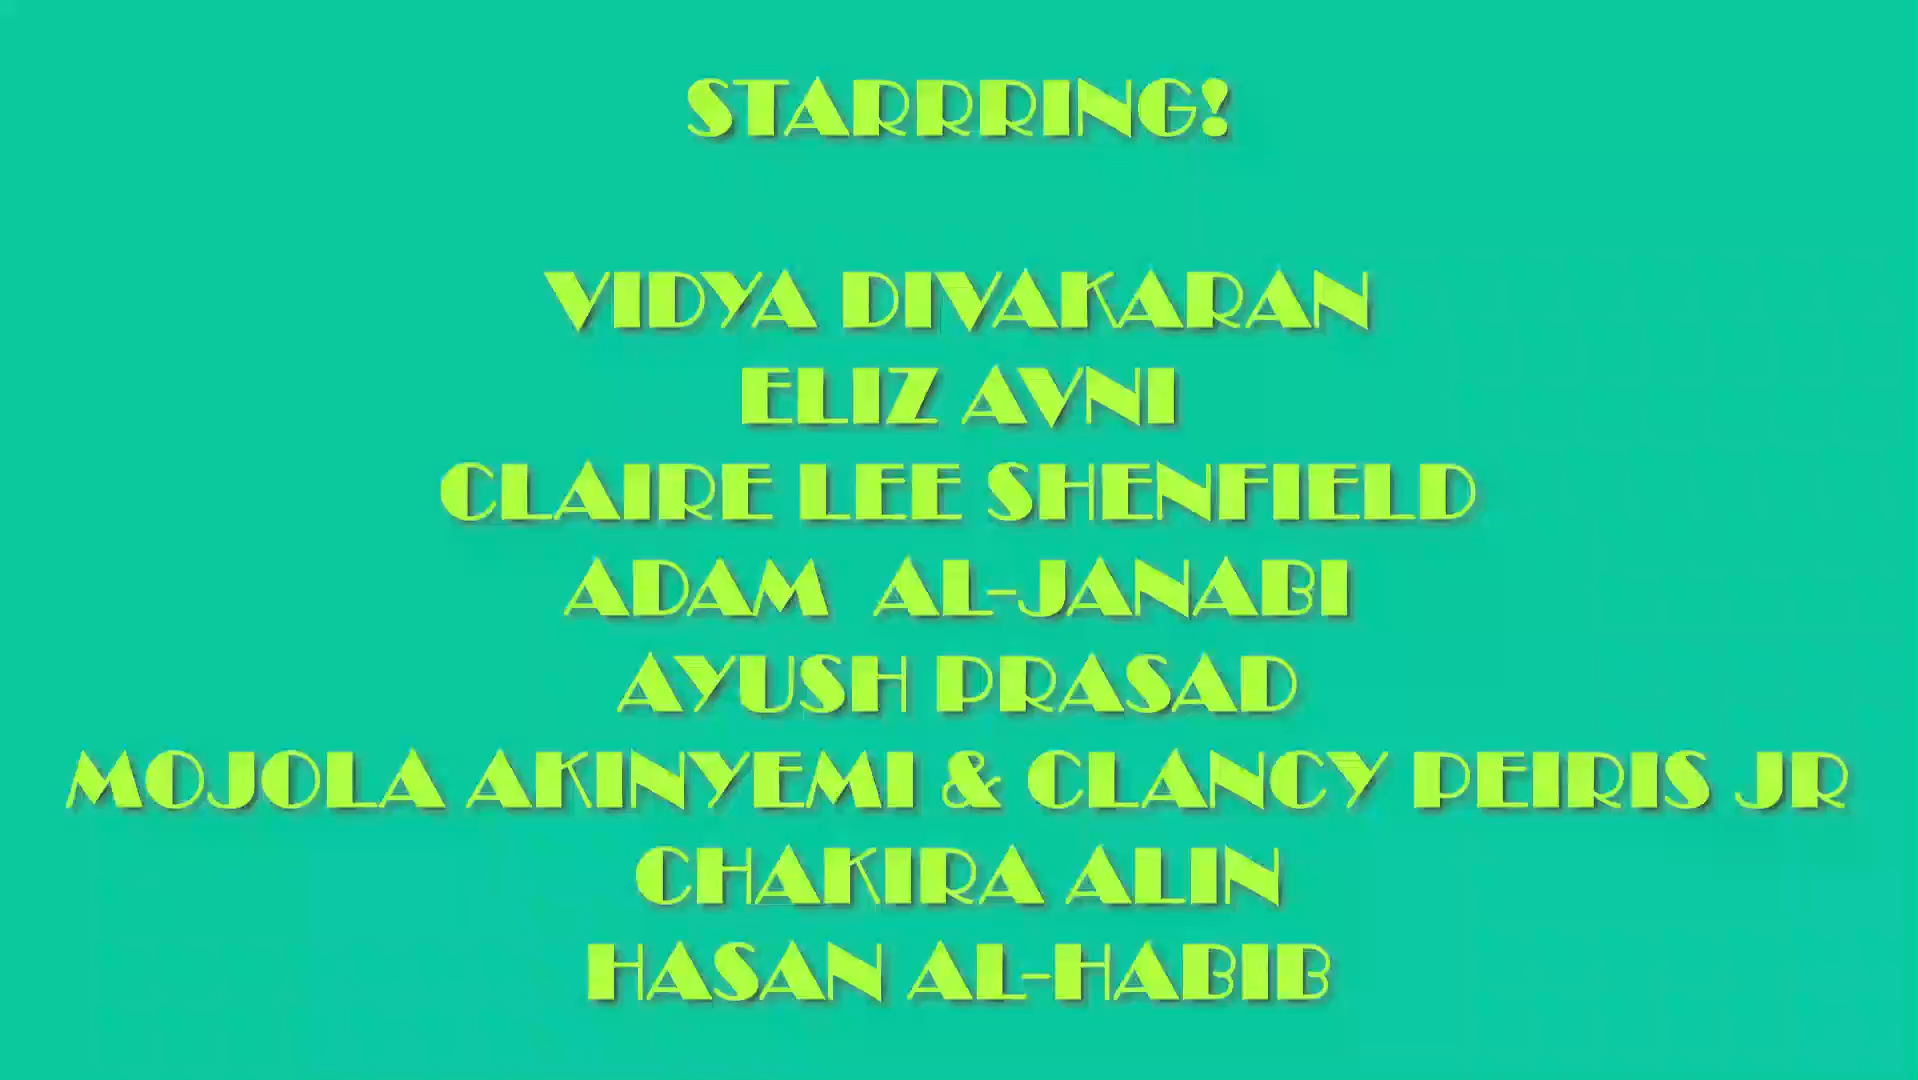 STARRRING!
VIDYA DIVAKARAN
ELIZ AVNI
CLAIRE LEE SHENFIELD
ADAM  AL-JANABI
AYUSH PRASAD
MOJOLA AKINYEMI & CLANCY PEIRIS JR
CHAKIRA ALIN
HASAN AL-HABIB